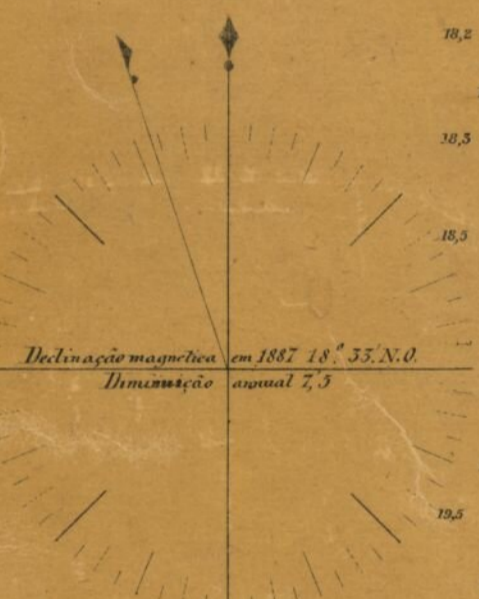 18,2
18,3
18,5
Declinação magnetica em 1887 18.° 33.' N.O.
Diminuição annual 7,'5
19,5